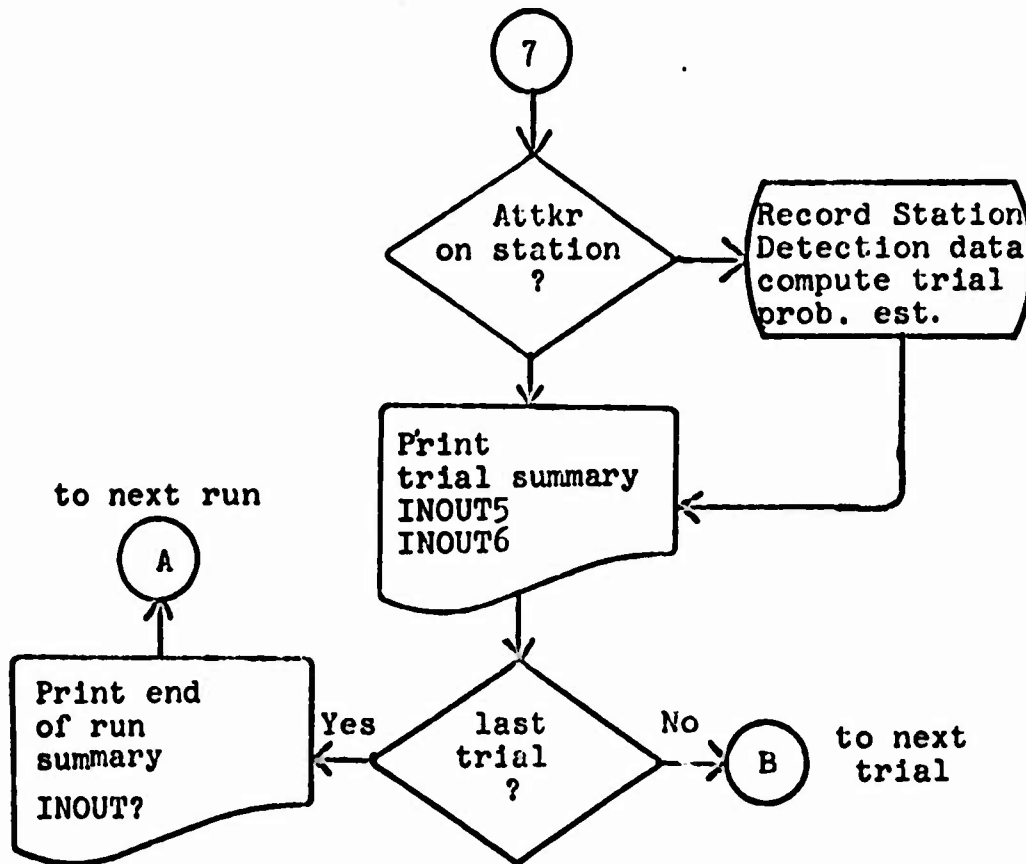 7
Attkr
on station
?
Record Station
Detection data
compute trial
prob. est.
Print
trial summary
INOUT5
INOUT6
to next run
A
Print end
of run
summary
INOUT?
Yes
last
trial
?
No
B
to next
trial